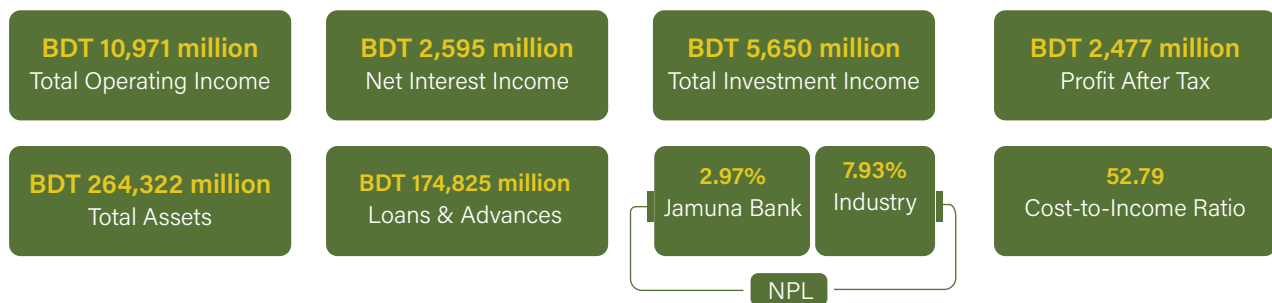 BDT 10,971 million
Total Operating Income
BDT 2,595 million
Net Interest Income
BDT 5,650 million
Total Investment Income
BDT 2,477 million
Profit After Tax
BDT 264,322 million
Total Assets
BDT 174,825 million
Loans & Advances
2.97%
Jamuna Bank
7.93%
Industry
NPL
52.79
Cost-to-Income Ratio